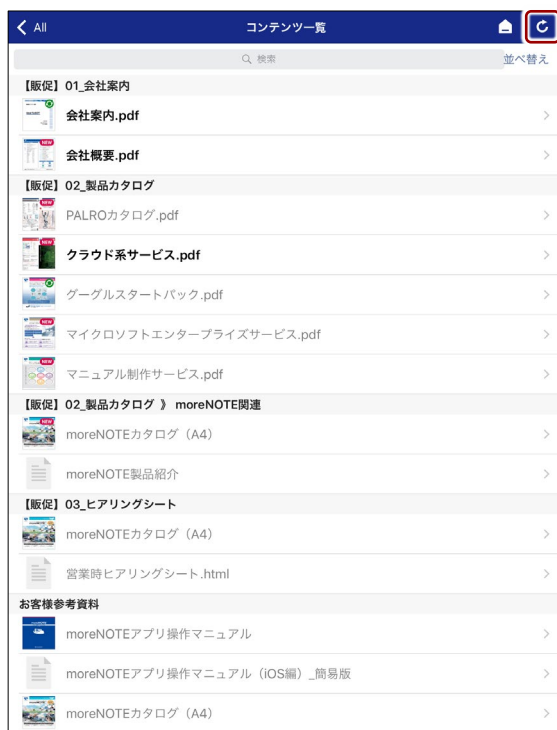 All
コンテンツ一覧
検索
並べ替え
【販促】01_会社案内
会社案内.pdf
NEW
会社概要.pdf
【販促】02_製品カタログ
NEW
PALROカタログ.pdf
NEW
クラウド系サービス.pdf
グーグルスタートパック.pdf
NEW
マイクロソフトエンタープライズサービス.pdf
NEW
マニュアル制作サービス.pdf
【販促】02_製品カタログ 》 moreNOTE関連
NEW
moreNOTEカタログ（A4）
moreNOTE製品紹介
【販促】03_ヒアリングシート
moreNOTEカタログ（A4）
営業時ヒアリングシート.html
お客様参考資料
moreNOTEアプリ操作マニュアル
moreNOTEアプリ操作マニュアル（iOS編）_簡易版
moreNOTEカタログ（A4）